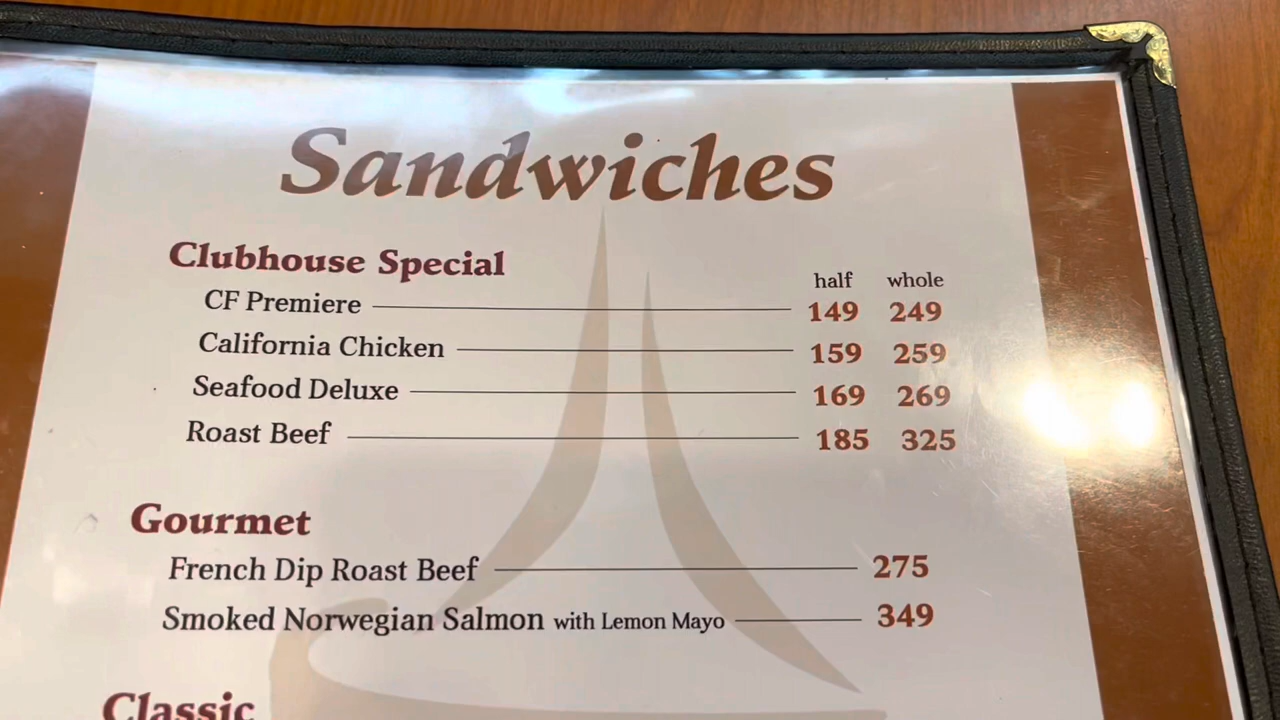 Sandwiches
Clubhouse Special
half whole
CF Premiere 149 249
California Chicken 159 259
Seafood Deluxe 169 269
Roast Beef 185 325
Gourmet
French Dip Roast Beef 275
Smoked Norwegian Salmon with Lemon Mayo 349
Classic